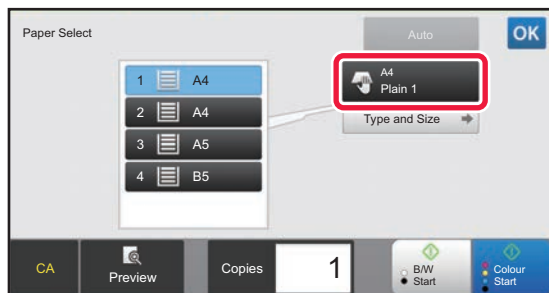 Paper Select
Auto
OK
1 A4
2 A4
3 A5
4 B5
A4
Plain 1
Type and Size
CA
Preview
Copies
1
B/W
Start
Colour
Start